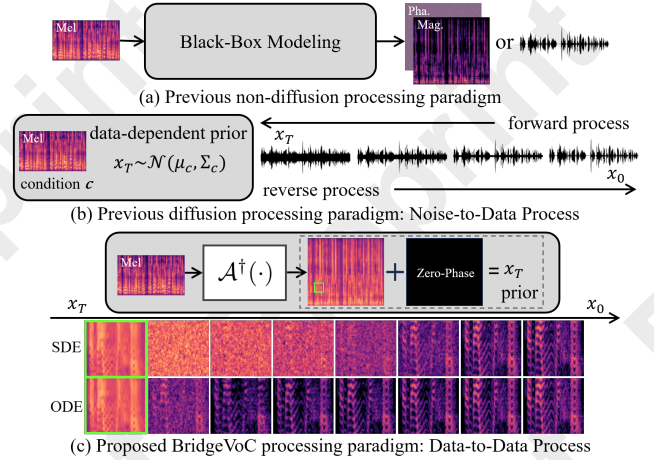 Mel
Black-Box Modeling
Pha.
Mag.
or
(a) Previous non-diffusion processing paradigm
Mel
data-dependent prior
x_T~𝒩(μ_c, Σ_c)
condition c
x_T
forward process
x_0
reverse process
(b) Previous diffusion processing paradigm: Noise-to-Data Process
Mel
𝒜†(·)
+
Zero-Phase
= x_T
prior
x_T
x_0
SDE
ODE
(c) Proposed BridgeVoC processing paradigm: Data-to-Data Process